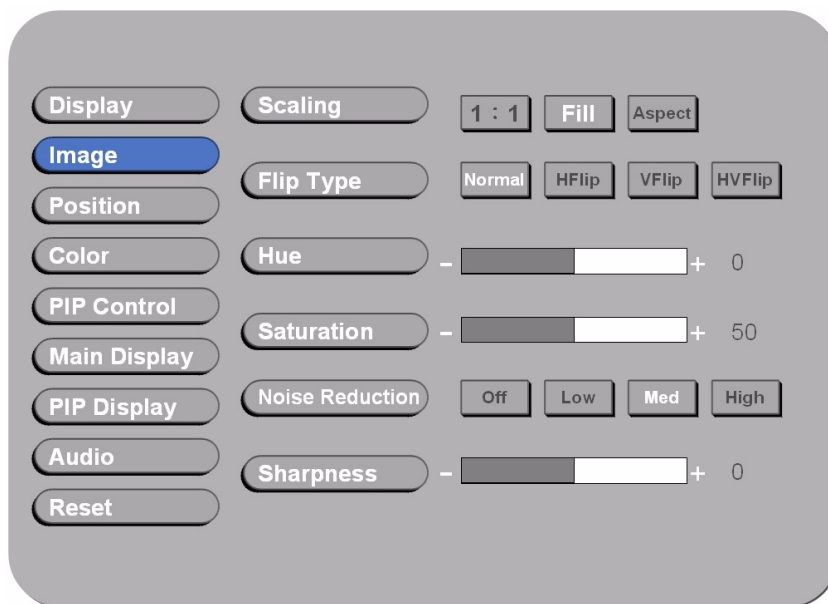 Display
Image
Position
Color
PIP Control
Main Display
PIP Display
Audio
Reset
Scaling 1 : 1 Fill Aspect
Flip Type Normal HFlip VFlip HVFlip
Hue - + 0
Saturation - + 50
Noise Reduction Off Low Med High
Sharpness - + 0